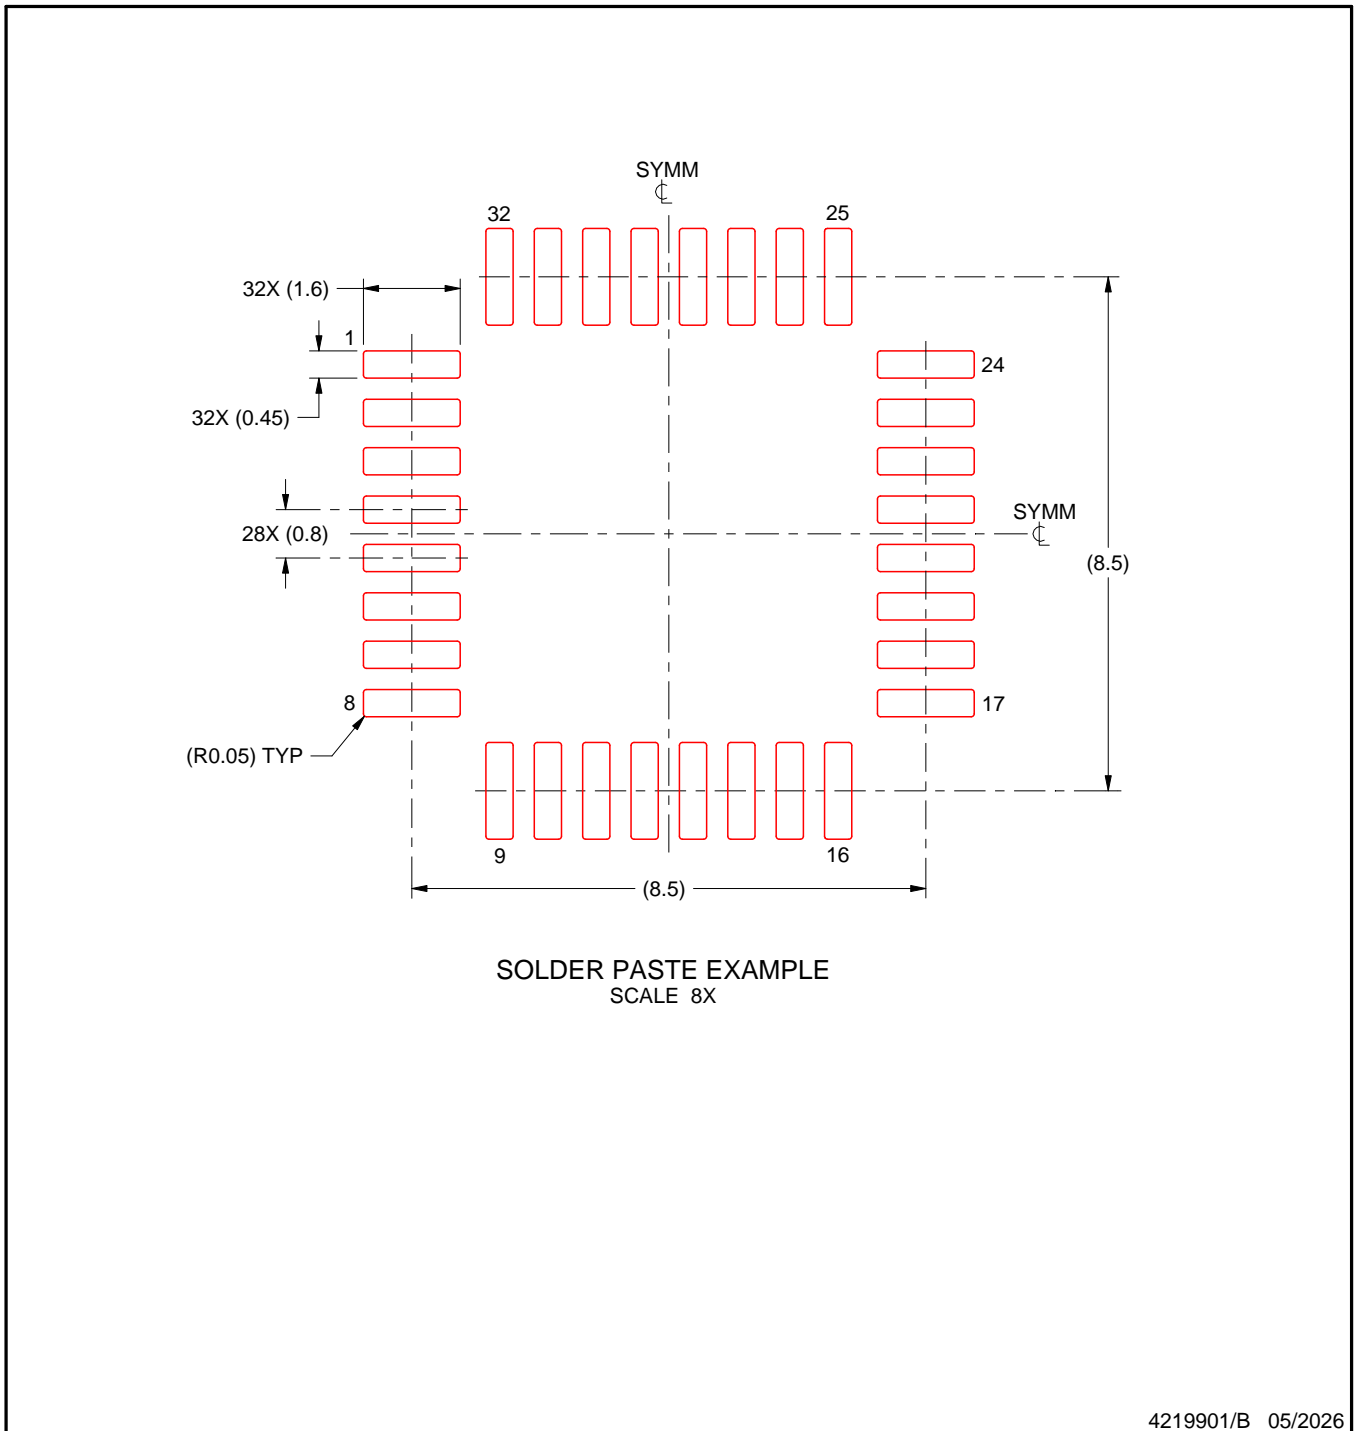 SYMM
32
25
32X (1.6)
1
24
32X (0.45)
SYMM
28X (0.8)
(8.5)
8
17
(R0.05) TYP
9
16
(8.5)
SOLDER PASTE EXAMPLE
SCALE 8X
4219901/B 05/2026